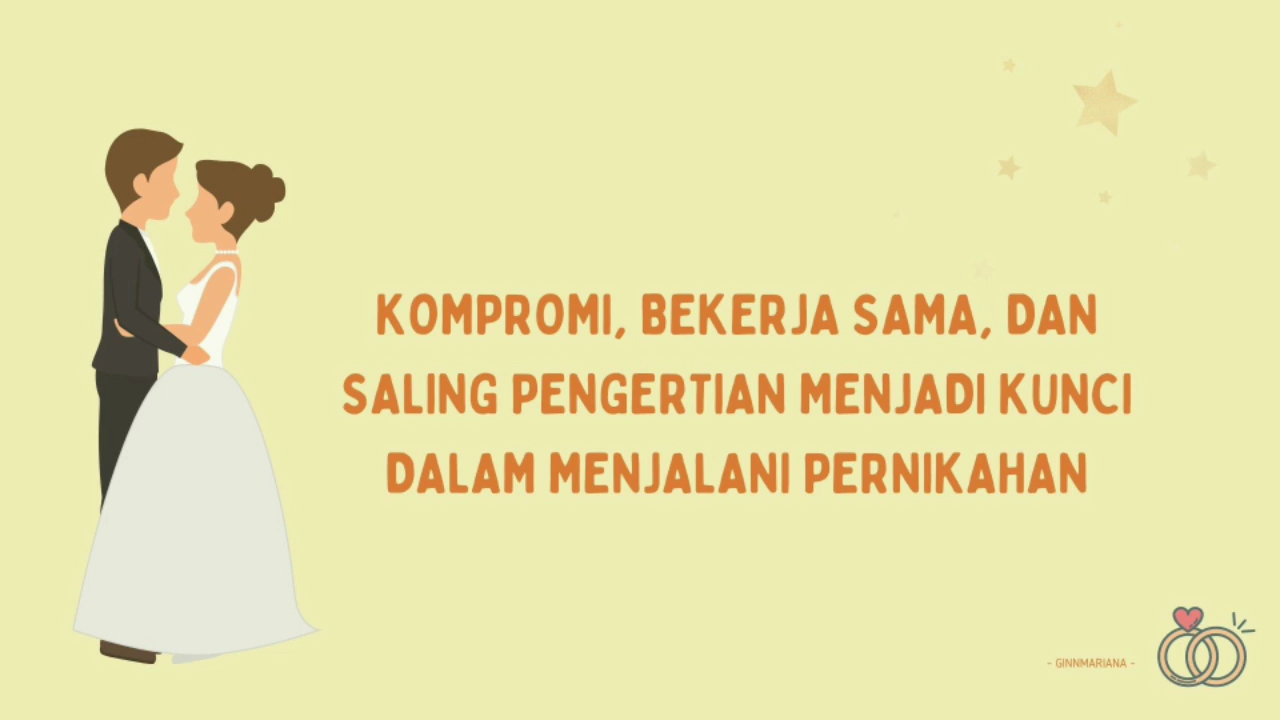 KOMPROMI, BEKERJA SAMA, DAN
SALING PENGERTIAN MENJADI KUNCI
DALAM MENJALANI PERNIKAHAN
- GINNMARIANA -